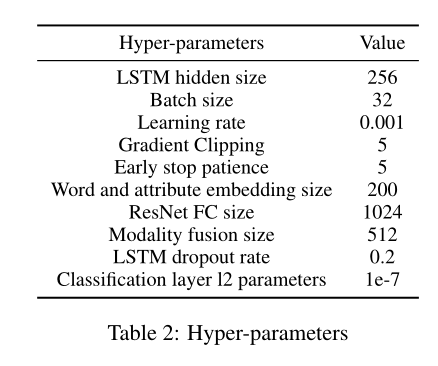 Hyper-parameters Value
LSTM hidden size 256
Batch size 32
Learning rate 0.001
Gradient Clipping 5
Early stop patience 5
Word and attribute embedding size 200
ResNet FC size 1024
Modality fusion size 512
LSTM dropout rate 0.2
Classification layer l2 parameters 1e-7
Table 2: Hyper-parameters